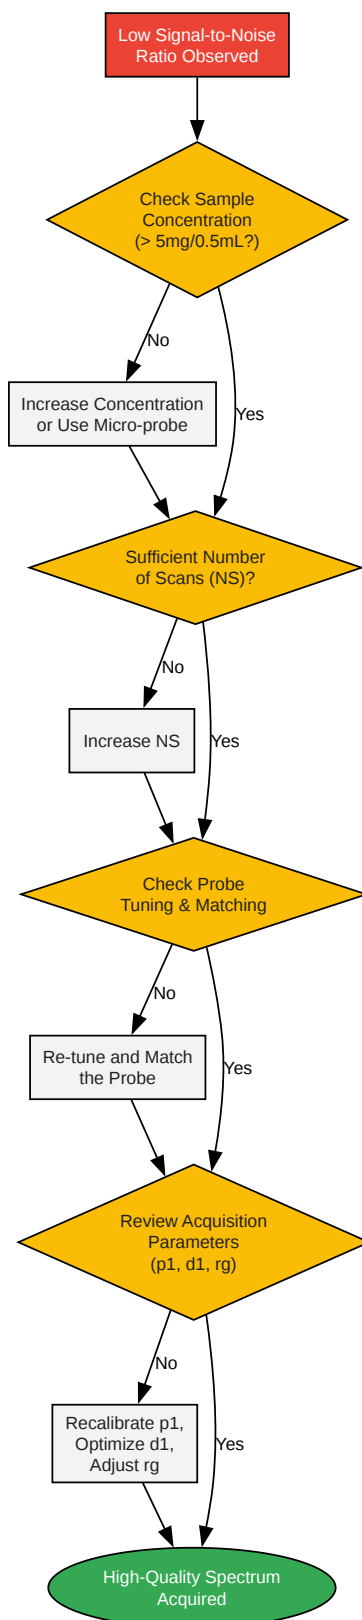 Low Signal-to-Noise
Ratio Observed
Check Sample
Concentration
(> 5mg/0.5mL?)
No
Yes
Increase Concentration
or Use Micro-probe
Sufficient Number
of Scans (NS)?
No
Yes
Increase NS
Check Probe
Tuning & Matching
No
Yes
Re-tune and Match
the Probe
Review Acquisition
Parameters
(p1, d1, rg)
No
Yes
Recalibrate p1,
Optimize d1,
Adjust rg
High-Quality Spectrum
Acquired